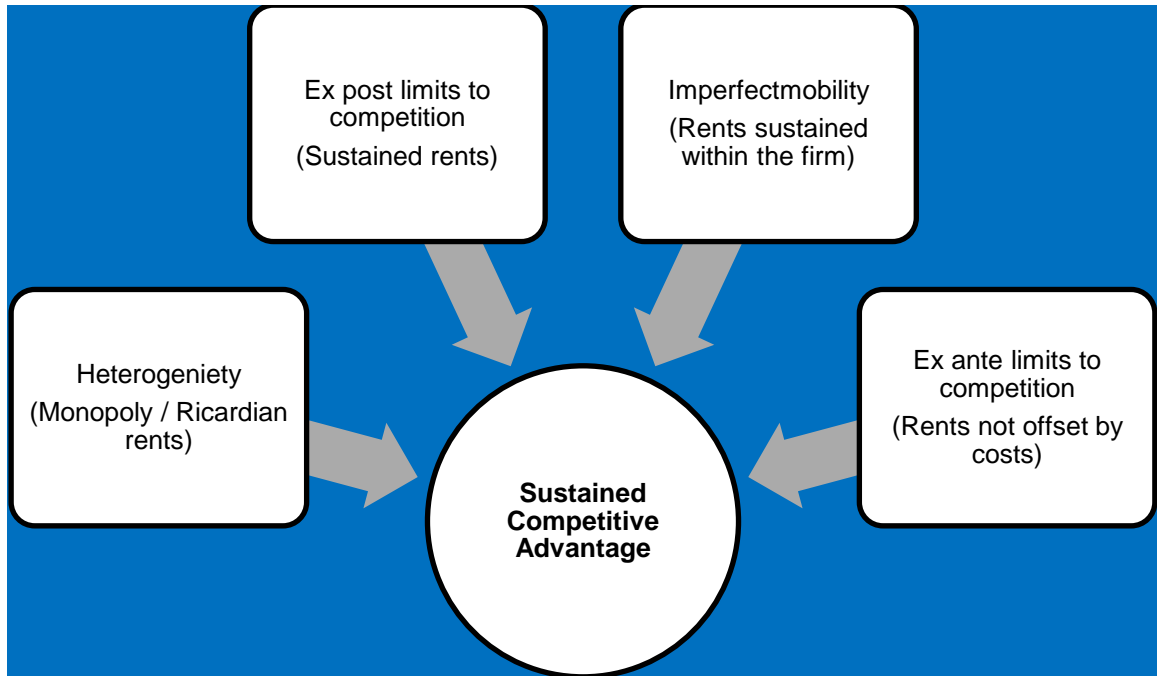 Ex post limits to
competition
(Sustained rents)
Imperfectmobility
(Rents sustained
within the firm)
Heterogeniety
(Monopoly / Ricardian
rents)
Ex ante limits to
competition
(Rents not offset by
costs)
Sustained
Competitive
Advantage